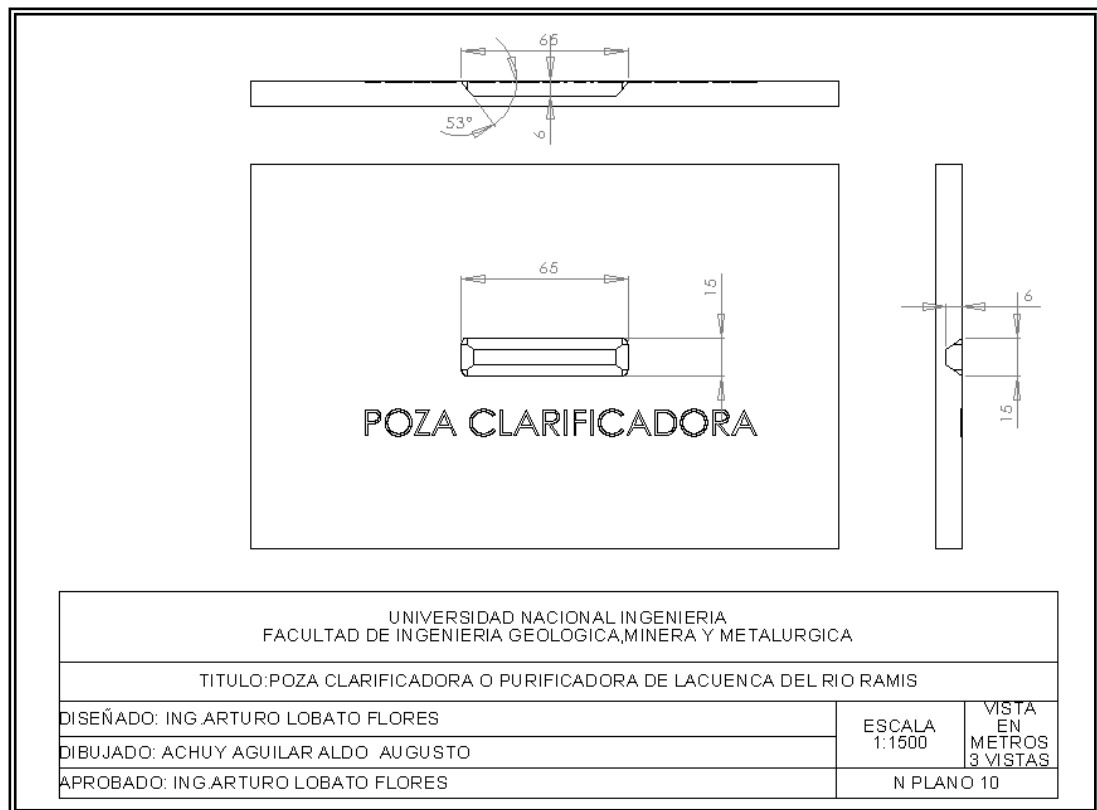 65
53°
6
65
15
6
15
POZA CLARIFICADORA
UNIVERSIDAD NACIONAL INGENIERIA
FACULTAD DE INGENIERIA GEOLOGICA,MINERA Y METALURGICA
TITULO:POZA CLARIFICADORA O PURIFICADORA DE LACUENCA DEL RIO RAMIS
DISEÑADO: ING.ARTURO LOBATO FLORES
DIBUJADO: ACHUY AGUILAR ALDO AUGUSTO
APROBADO: ING.ARTURO LOBATO FLORES
ESCALA
1:1500
VISTA
EN
METROS
3 VISTAS
N PLANO 10